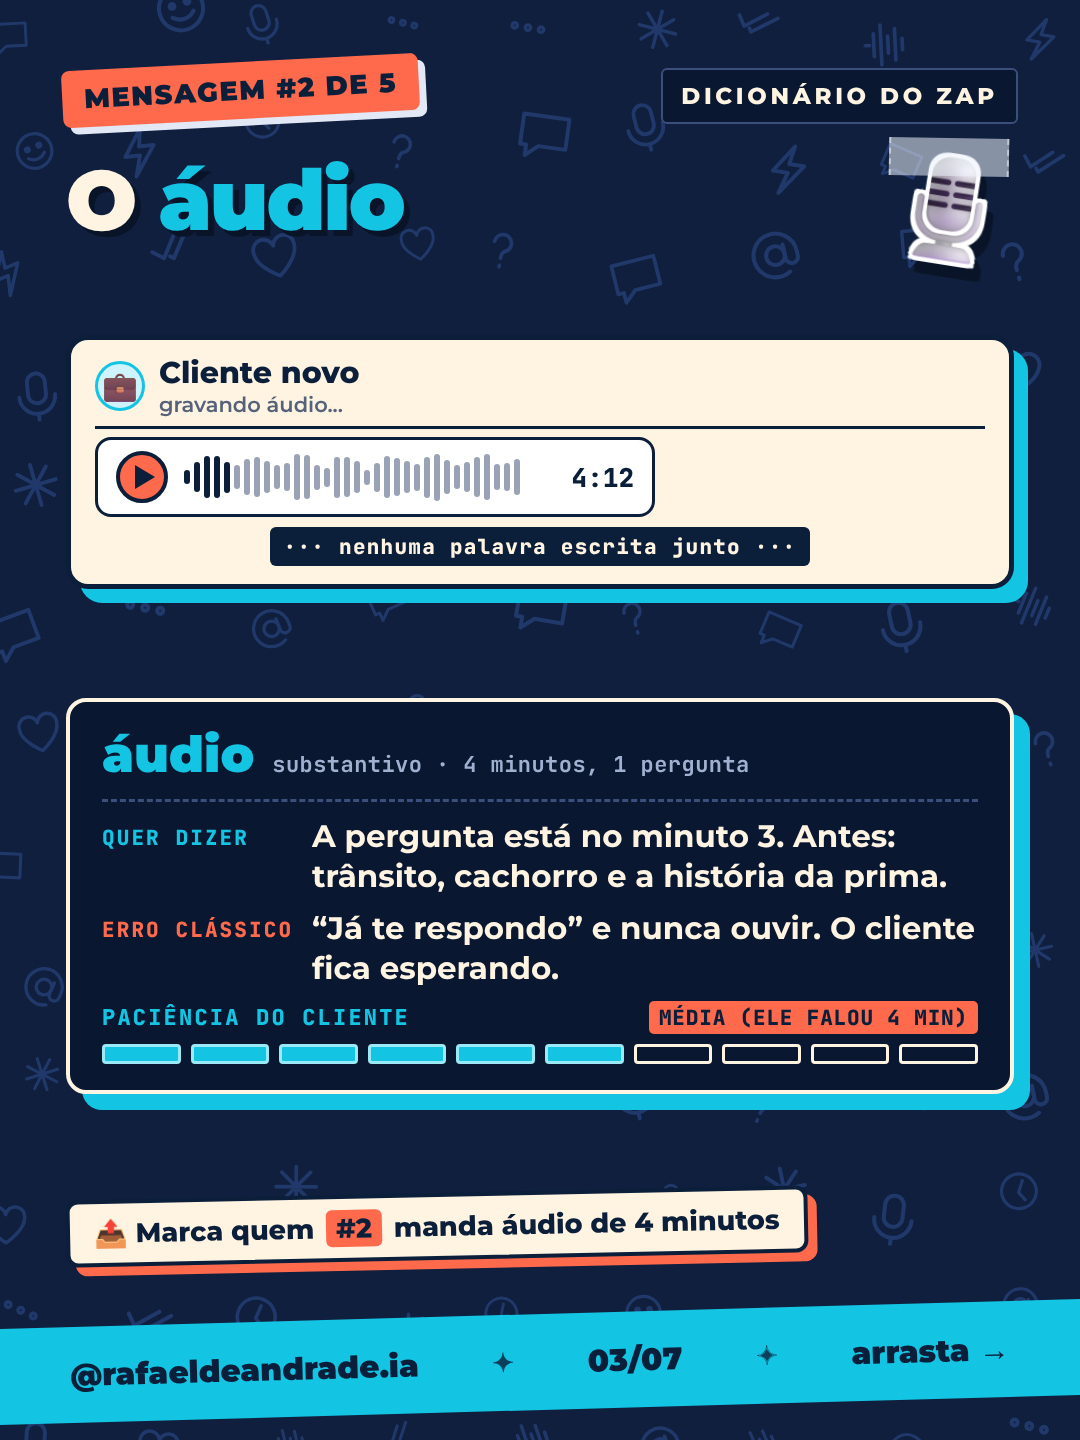 MENSAGEM #2 DE 5
DICIONÁRIO DO ZAP
O áudio
Cliente novo
gravando áudio...
4:12
··· nenhuma palavra escrita junto ···
áudio substantivo · 4 minutos, 1 pergunta
QUER DIZER A pergunta está no minuto 3. Antes:
trânsito, cachorro e a história da prima.
ERRO CLÁSSICO “Já te respondo” e nunca ouvir. O cliente
fica esperando.
PACIÊNCIA DO CLIENTE MÉDIA (ELE FALOU 4 MIN)
📤 Marca quem #2 manda áudio de 4 minutos
@rafaeldeandrade.ia ✦ 03/07 ✦ arrasta →